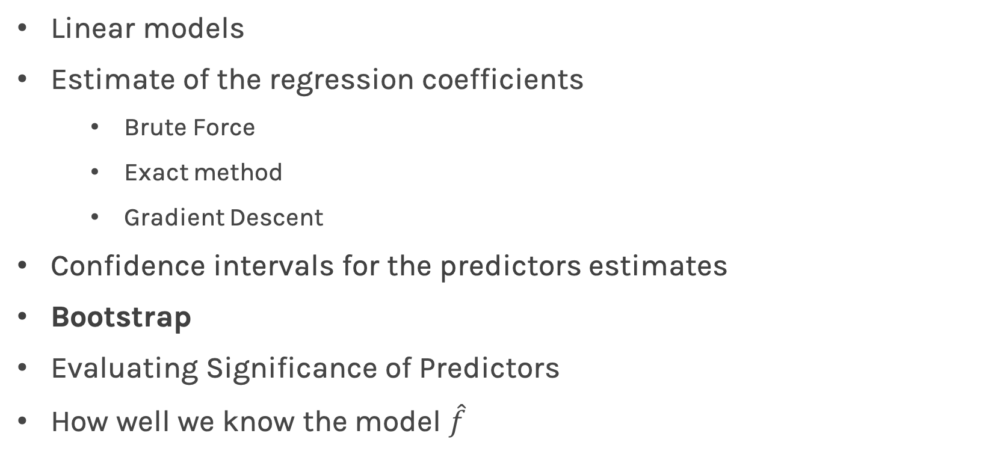 • Linear models
• Estimate of the regression coefficients
• Brute Force
• Exact method
• Gradient Descent
• Confidence intervals for the predictors estimates
• Bootstrap
• Evaluating Significance of Predictors
• How well we know the model f̂